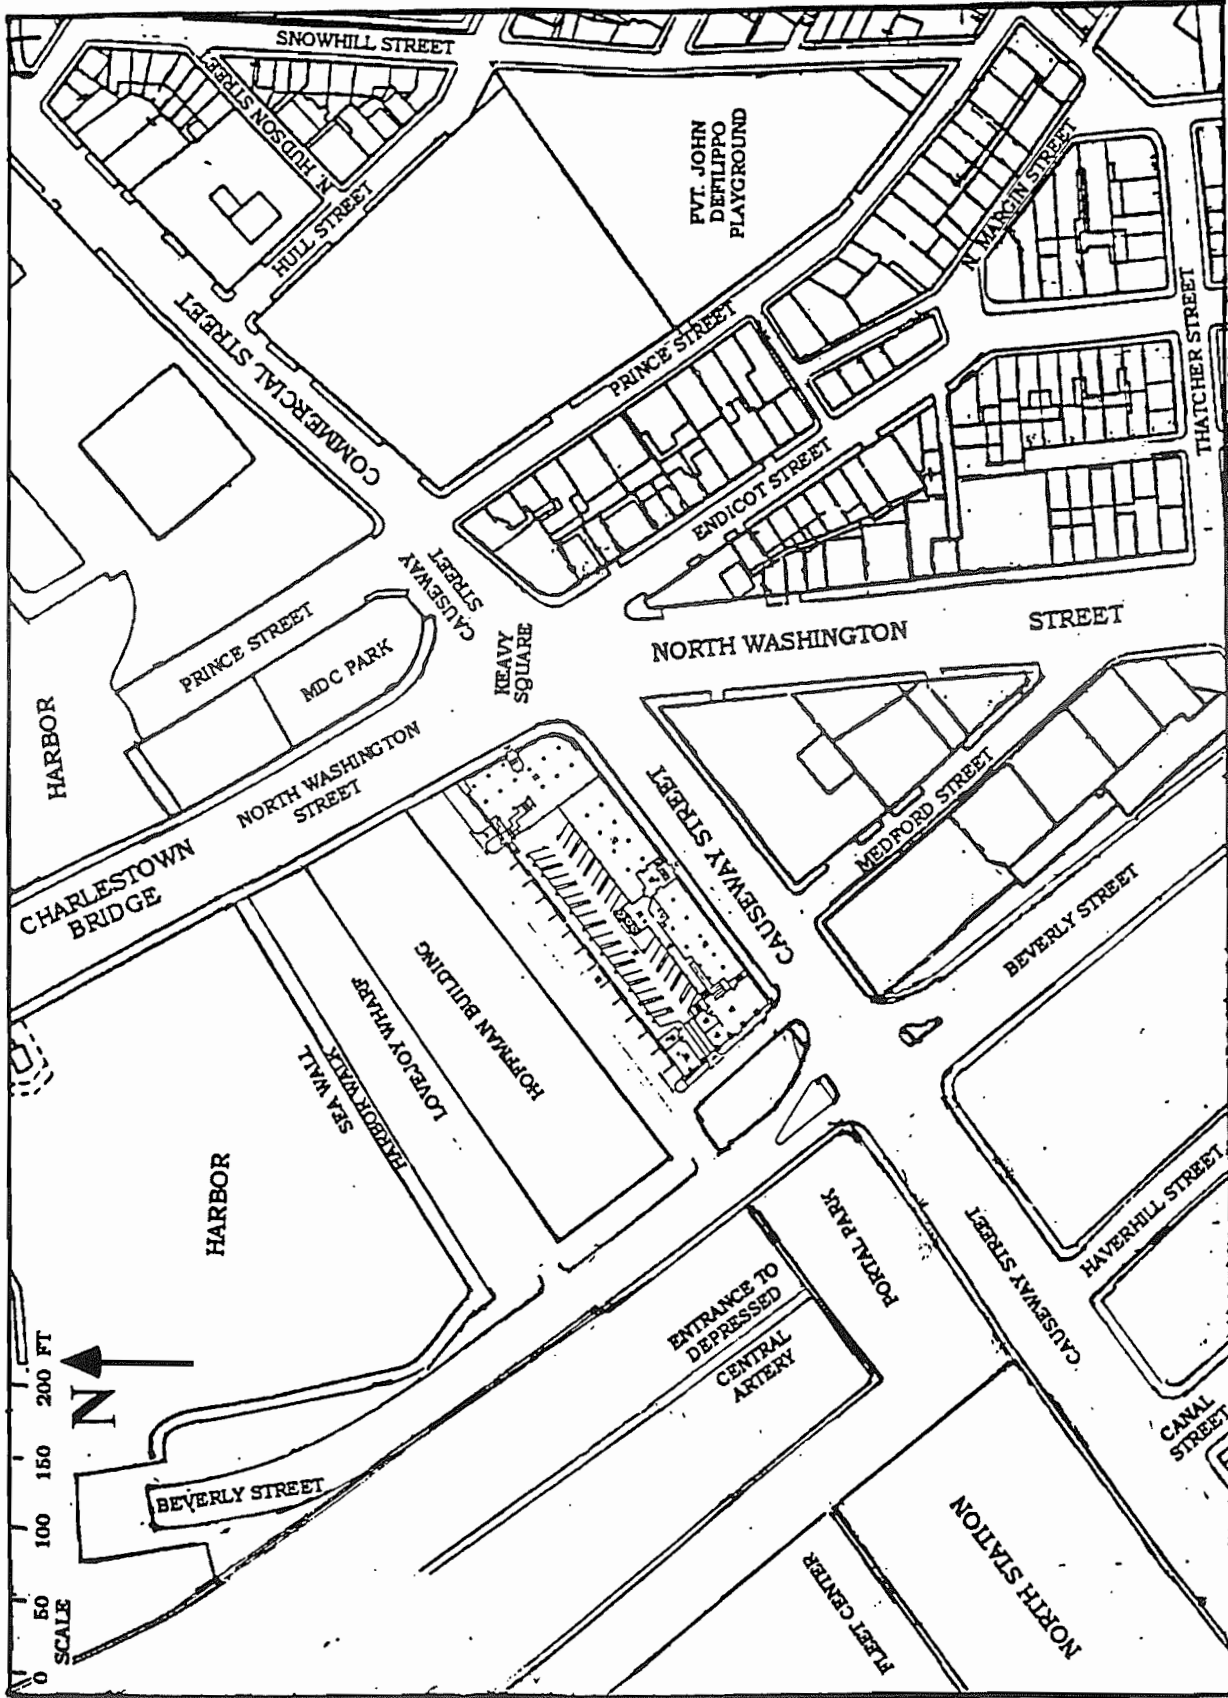 SNOWHILL STREET
N. HUDSON STREE
HULL STREET
PVT. JOHN
DEFILIPPO
PLAYGROUND
N. MARGIN STREET
THATCHER STREET
COMMERCIAL STREET
PRINCE STREET
ENDICOT STREET
CAUSEWAY
STREET
KEAVY
SQUARE
NORTH WASHINGTON
STREET
PRINCE STREET
MDC PARK
HARBOR
NORTH WASHINGTON
STREET
CHARLESTOWN
BRIDGE
CAUSEWAY STREET
MEDFORD STREET
BEVERLY STREET
HOFFMAN BUILDING
LOVEJOY WHARF
HARBOR WALK
SEA WALL
HARBOR
PORTAL PARK
ENTRANCE TO
DEPRESSED
CENTRAL
ARTERY
CAUSEWAY STREET
HAVERHILL STREET
CANAL
STREET
BEVERLY STREET
FLEET CENTER
NORTH STATION
N
0 50 100 150 200 FT
SCALE